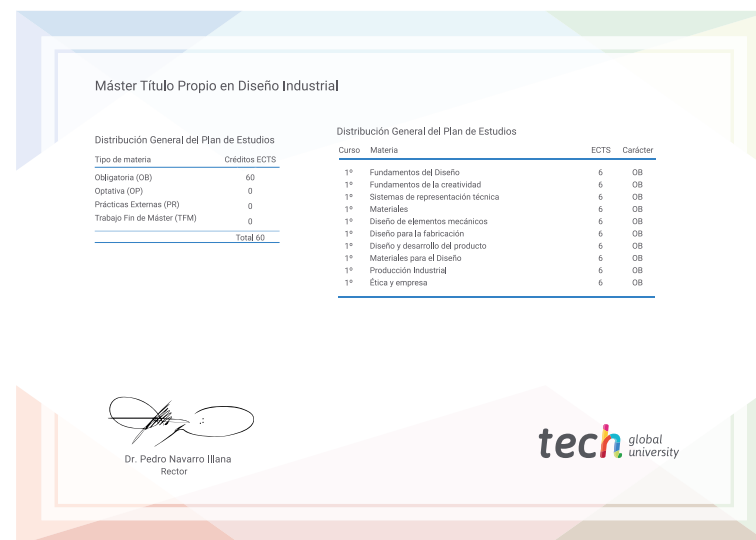 Máster Título Propio en Diseño Industrial
Distribución General del Plan de Estudios
Tipo de materia Créditos ECTS
Obligatoria (OB) 60
Optativa (OP) 0
Prácticas Externas (PR) 0
Trabajo Fin de Máster (TFM) 0
Total 60
Distribución General del Plan de Estudios
Curso Materia ECTS Carácter
1º Fundamentos del Diseño 6 OB
1º Fundamentos de la creatividad 6 OB
1º Sistemas de representación técnica 6 OB
1º Materiales 6 OB
1º Diseño de elementos mecánicos 6 OB
1º Diseño para la fabricación 6 OB
1º Diseño y desarrollo del producto 6 OB
1º Materiales para el Diseño 6 OB
1º Producción Industrial 6 OB
1º Ética y empresa 6 OB
Dr. Pedro Navarro Illana
Rector
tech global
university